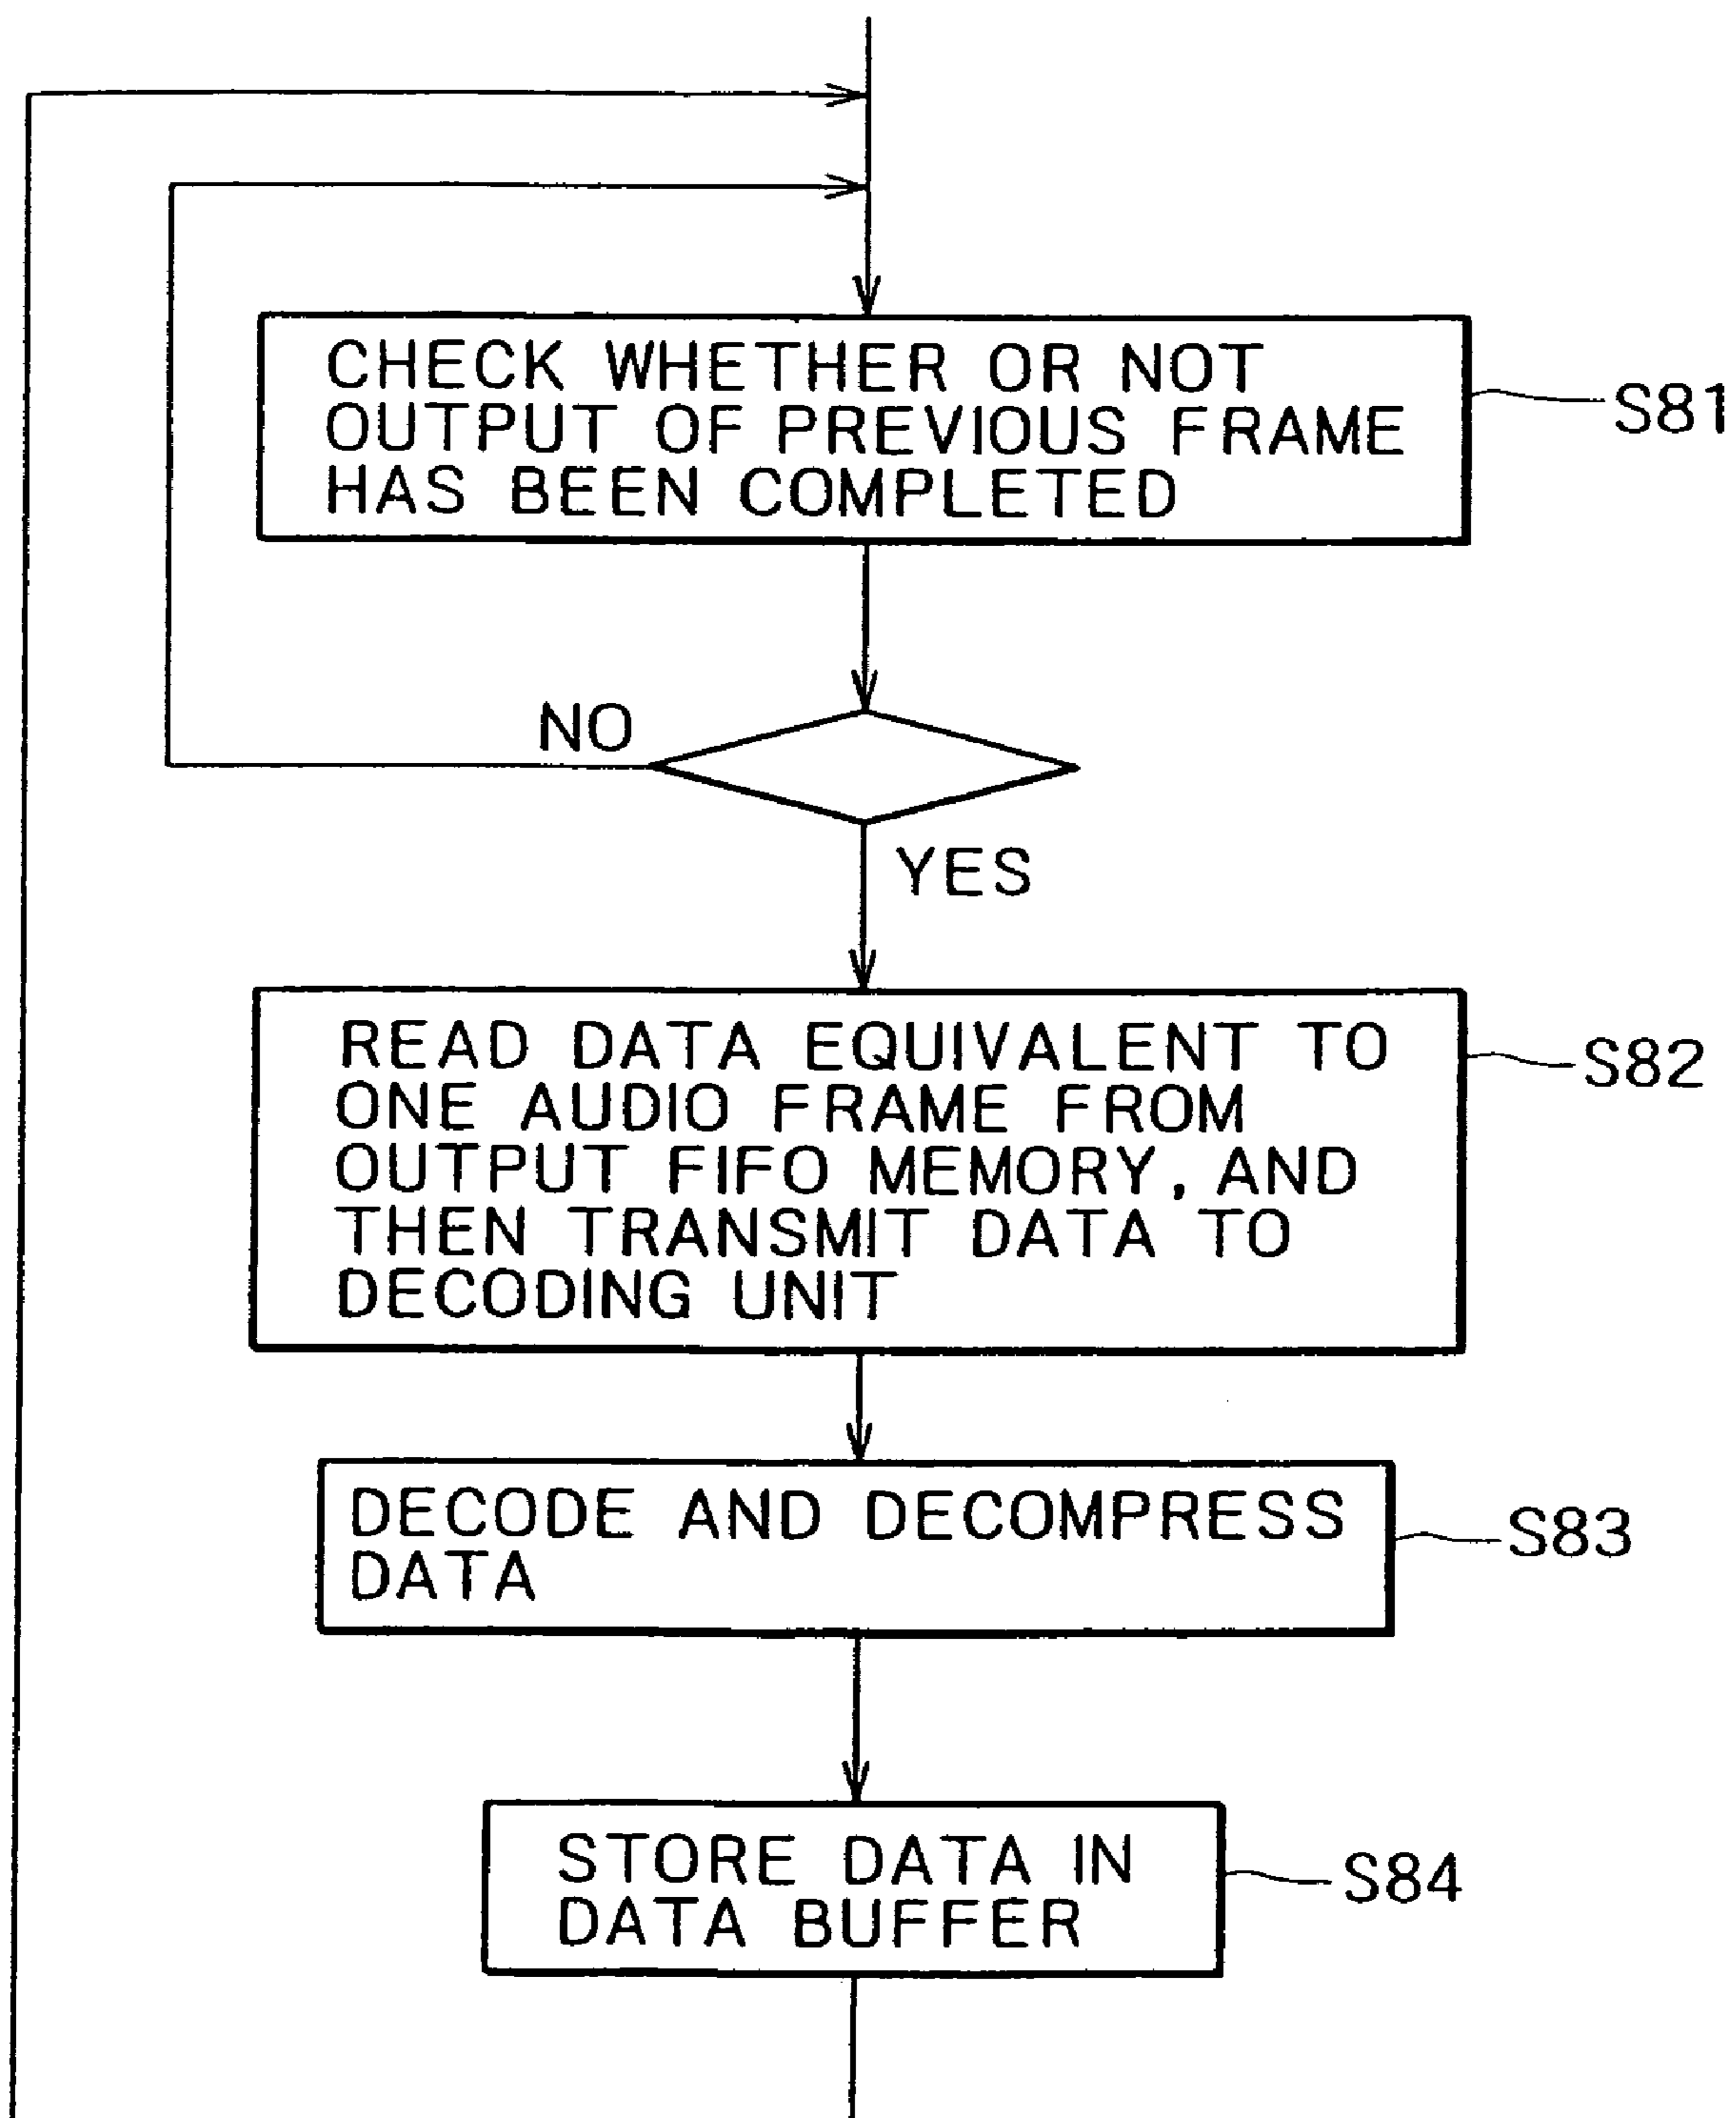 CHECK WHETHER OR NOT
OUTPUT OF PREVIOUS FRAME
HAS BEEN COMPLETED
S81
NO
YES
READ DATA EQUIVALENT TO
ONE AUDIO FRAME FROM
OUTPUT FIFO MEMORY, AND
THEN TRANSMIT DATA TO
DECODING UNIT
S82
DECODE AND DECOMPRESS
DATA
S83
STORE DATA IN
DATA BUFFER
S84